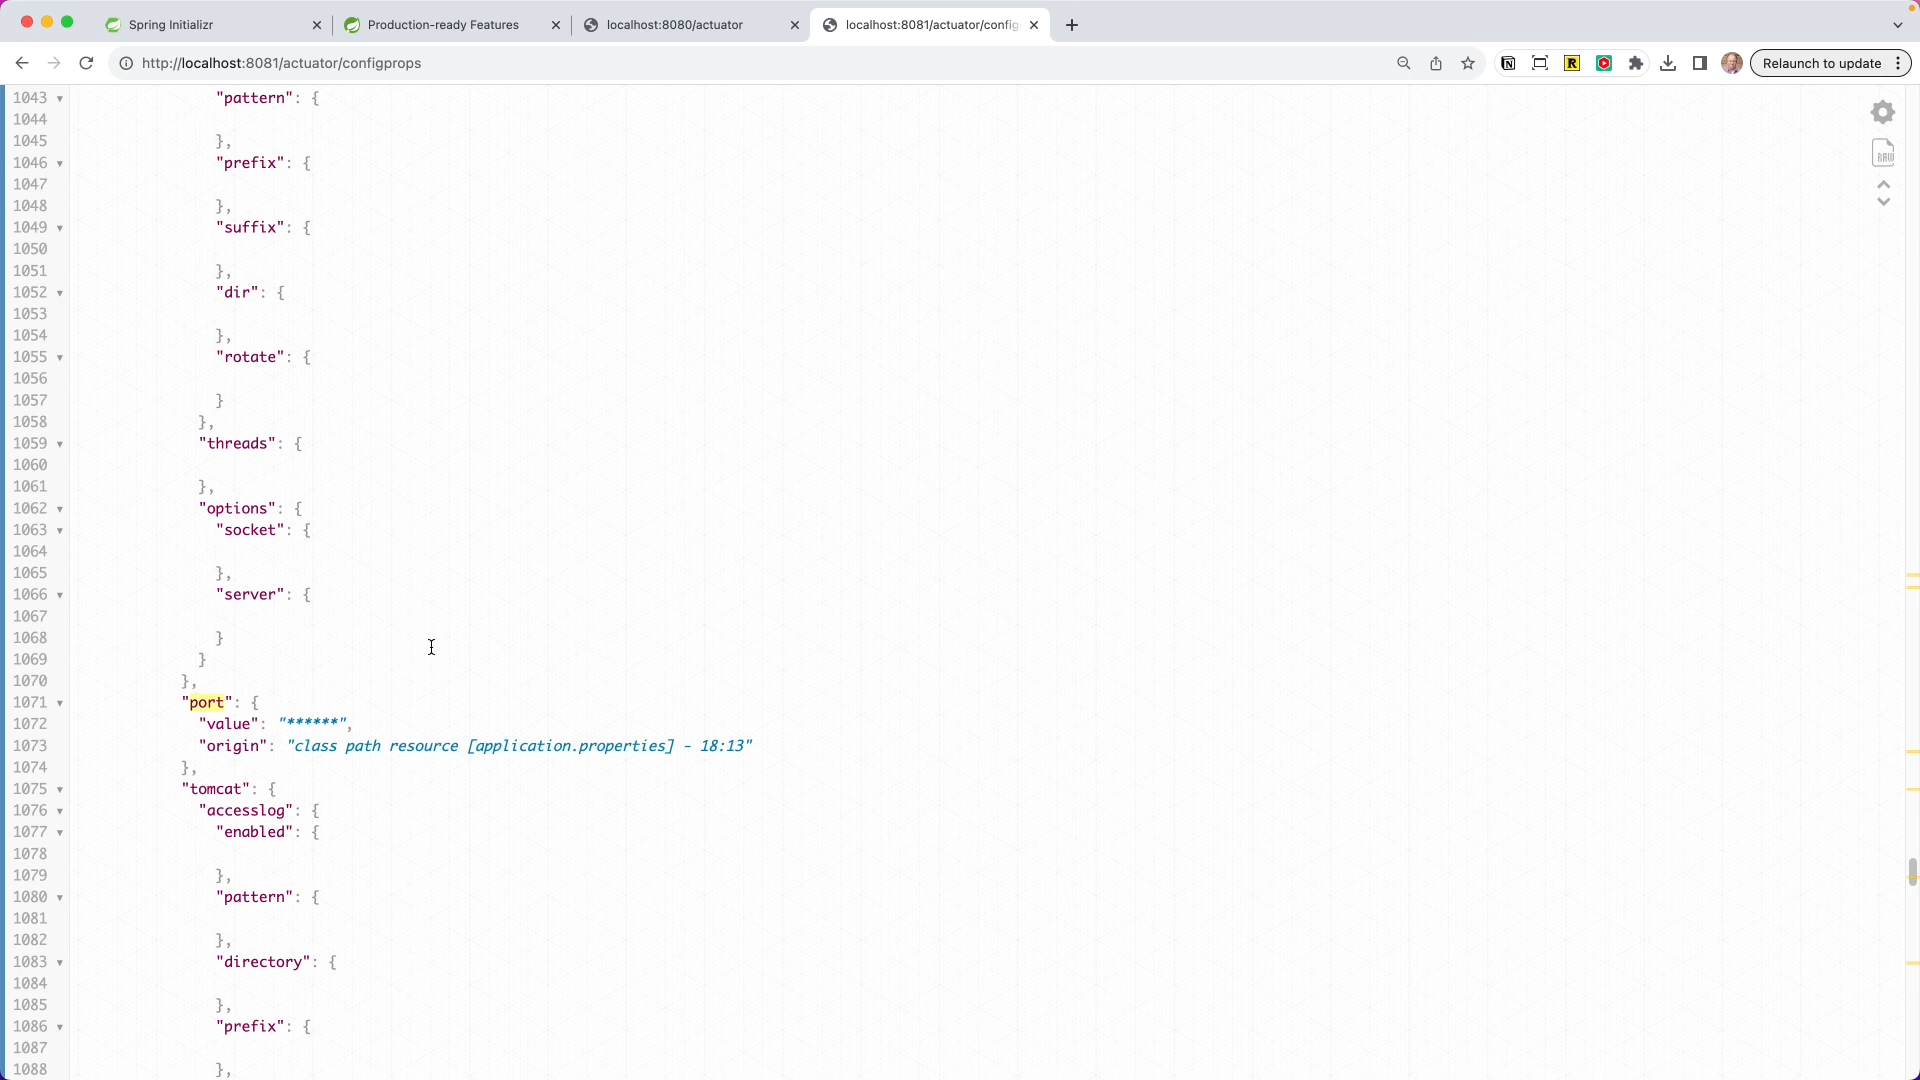 Spring Initializr
Production-ready Features
localhost:8080/actuator
localhost:8081/actuator/config
http://localhost:8081/actuator/configprops
Relaunch to update
1043 "pattern": {
1044
1045 },
1046 "prefix": {
1047
1048 },
1049 "suffix": {
1050
1051 },
1052 "dir": {
1053
1054 },
1055 "rotate": {
1056
1057 }
1058 },
1059 "threads": {
1060
1061 },
1062 "options": {
1063 "socket": {
1064
1065 },
1066 "server": {
1067
1068 }
1069 }
1070 },
1071 "port": {
1072 "value": "******",
1073 "origin": "class path resource [application.properties] - 18:13"
1074 },
1075 "tomcat": {
1076 "accesslog": {
1077 "enabled": {
1078
1079 },
1080 "pattern": {
1081
1082 },
1083 "directory": {
1084
1085 },
1086 "prefix": {
1087
1088 },
RAW